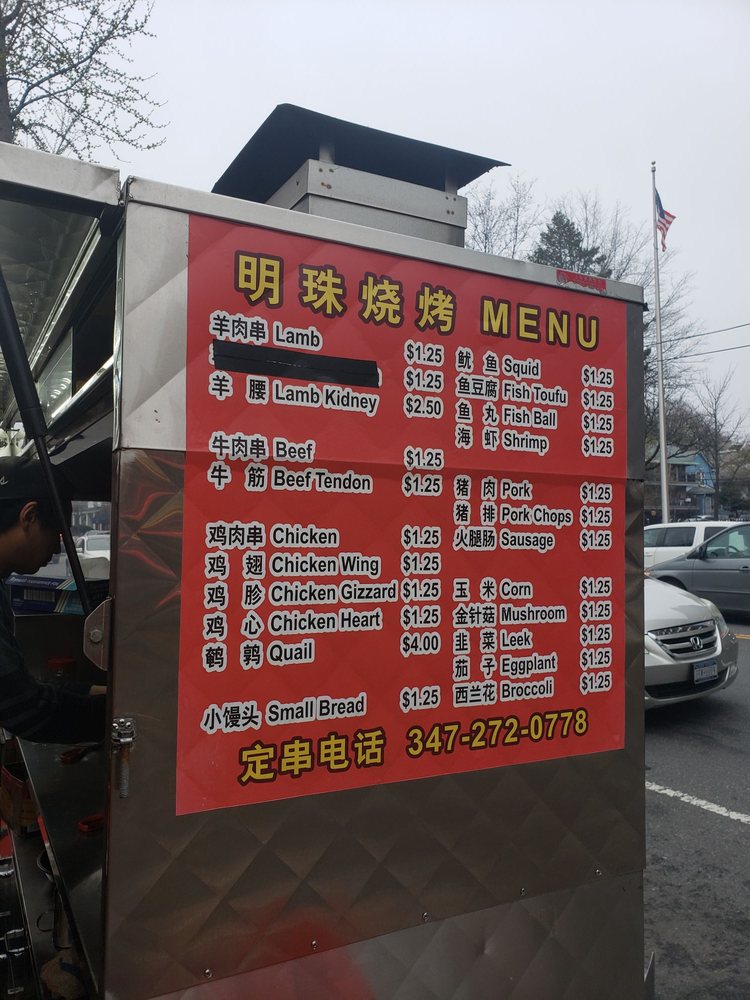 明珠烧烤 MENU
羊肉串 Lamb $1.25
$1.25
羊 腰 Lamb Kidney $2.50
牛肉串 Beef $1.25
牛 筋 Beef Tendon $1.25
鸡肉串 Chicken $1.25
鸡 翅 Chicken Wing $1.25
鸡 胗 Chicken Gizzard $1.25
鸡 心 Chicken Heart $1.25
鹌 鹑 Quail $4.00
小馒头 Small Bread $1.25
鱿 鱼 Squid $1.25
鱼豆腐 Fish Toufu $1.25
鱼 丸 Fish Ball $1.25
海 虾 Shrimp $1.25
猪 肉 Pork $1.25
猪 排 Pork Chops $1.25
火腿肠 Sausage $1.25
玉 米 Corn $1.25
金针菇 Mushroom $1.25
韭 菜 Leek $1.25
茄 子 Eggplant $1.25
西兰花 Broccoli $1.25
定串电话 347-272-0778